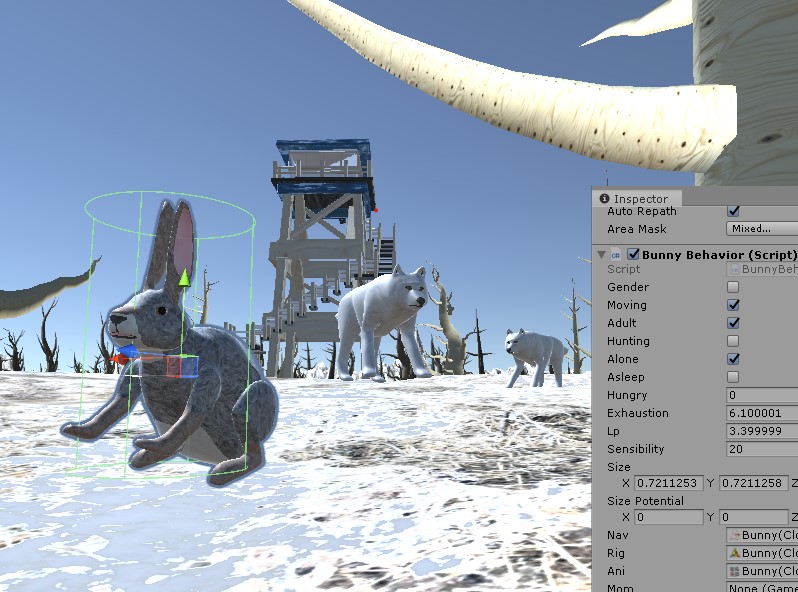 Inspector
Auto Repath
Area Mask Mixed...
Bunny Behavior (Script)
Script BunnyBeh
Gender
Moving
Adult
Hunting
Alone
Asleep
Hungry 0
Exhaustion 6.100001
Lp 3.399999
Sensibility 20
Size
X 0.7211253 Y 0.7211258 Z
Size Potential
X 0 Y 0 Z
Nav Bunny(Clo
Rig Bunny(Clo
Ani Bunny(Clo
Mom None (Game